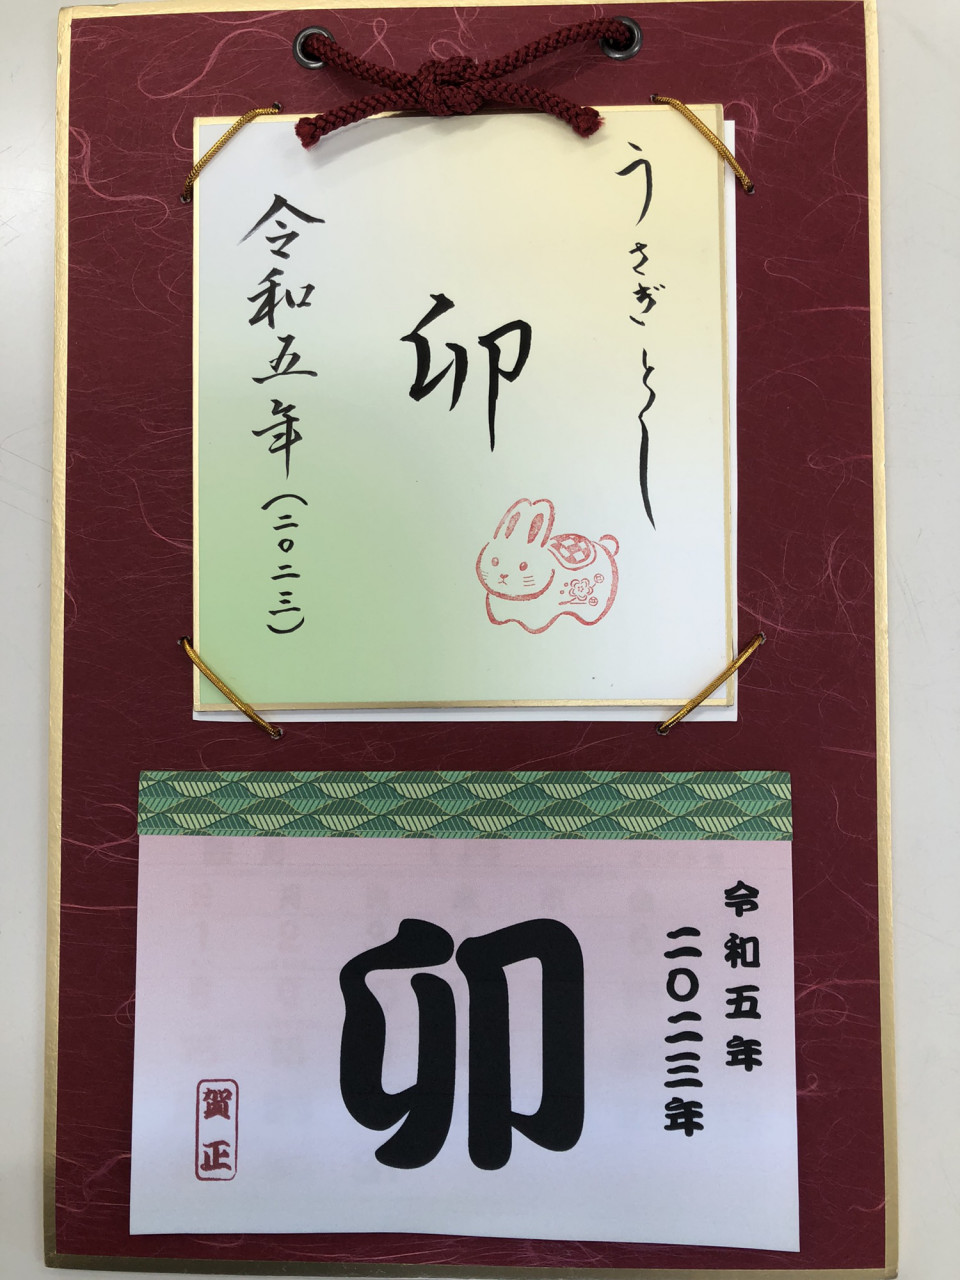 うさぎとし
卯
令和五年(二〇二三)
令和五年
二〇二三年
卯
賀正